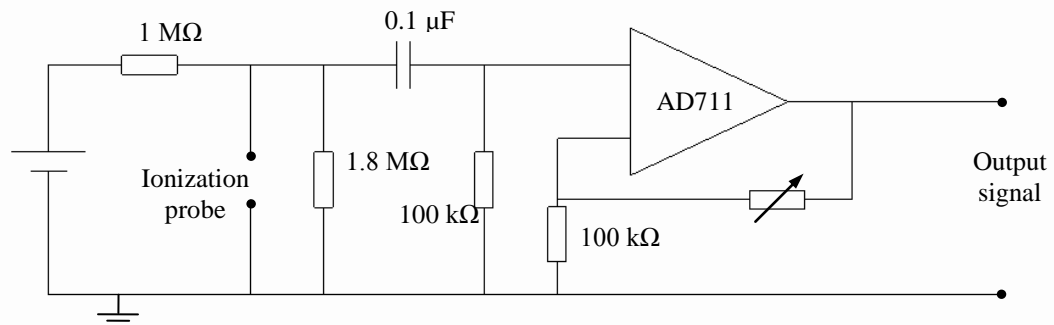 0.1 µF
1 MΩ
AD711
Ionization
probe
1.8 MΩ
100 kΩ
100 kΩ
Output
signal